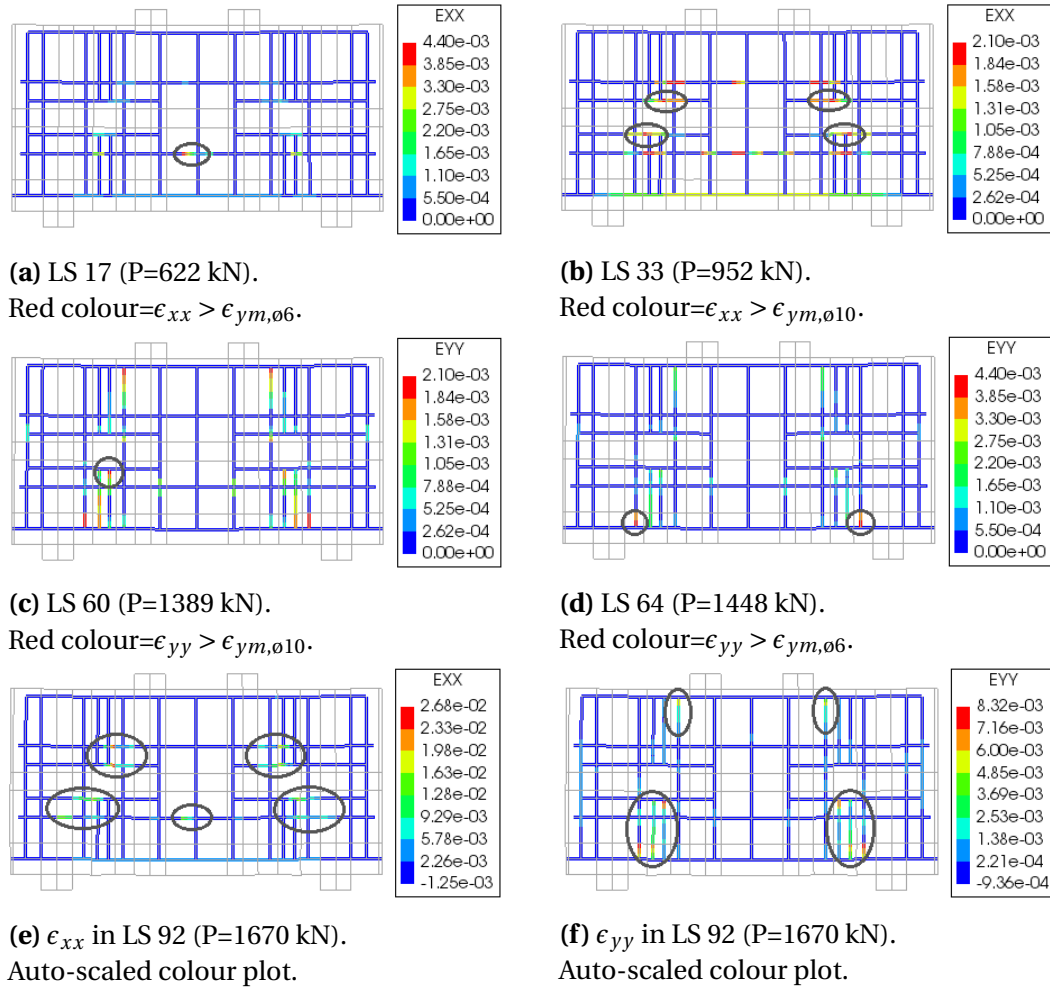 EXX
4.40e-03
3.85e-03
3.30e-03
2.75e-03
2.20e-03
1.65e-03
1.10e-03
5.50e-04
0.00e+00
(a) LS 17 (P=622 kN).
Red colour=ϵxx > ϵym,ø6.
EXX
2.10e-03
1.84e-03
1.58e-03
1.31e-03
1.05e-03
7.88e-04
5.25e-04
2.62e-04
0.00e+00
(b) LS 33 (P=952 kN).
Red colour=ϵxx > ϵym,ø10.
EYY
2.10e-03
1.84e-03
1.58e-03
1.31e-03
1.05e-03
7.88e-04
5.25e-04
2.62e-04
0.00e+00
(c) LS 60 (P=1389 kN).
Red colour=ϵyy > ϵym,ø10.
EYY
4.40e-03
3.85e-03
3.30e-03
2.75e-03
2.20e-03
1.65e-03
1.10e-03
5.50e-04
0.00e+00
(d) LS 64 (P=1448 kN).
Red colour=ϵyy > ϵym,ø6.
EXX
2.68e-02
2.33e-02
1.98e-02
1.63e-02
1.28e-02
9.29e-03
5.78e-03
2.26e-03
-1.25e-03
(e) ϵxx in LS 92 (P=1670 kN).
Auto-scaled colour plot.
EYY
8.32e-03
7.16e-03
6.00e-03
4.85e-03
3.69e-03
2.53e-03
1.38e-03
2.21e-04
-9.36e-04
(f) ϵyy in LS 92 (P=1670 kN).
Auto-scaled colour plot.